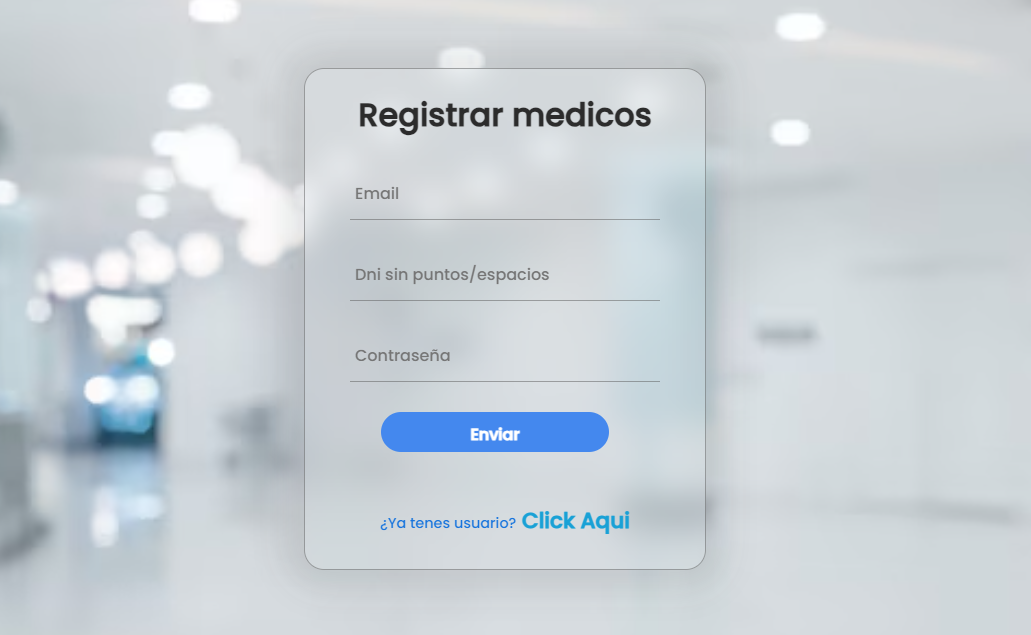 Registrar medicos
Email
Dni sin puntos/espacios
Contraseña
Enviar
¿Ya tenes usuario? Click Aqui